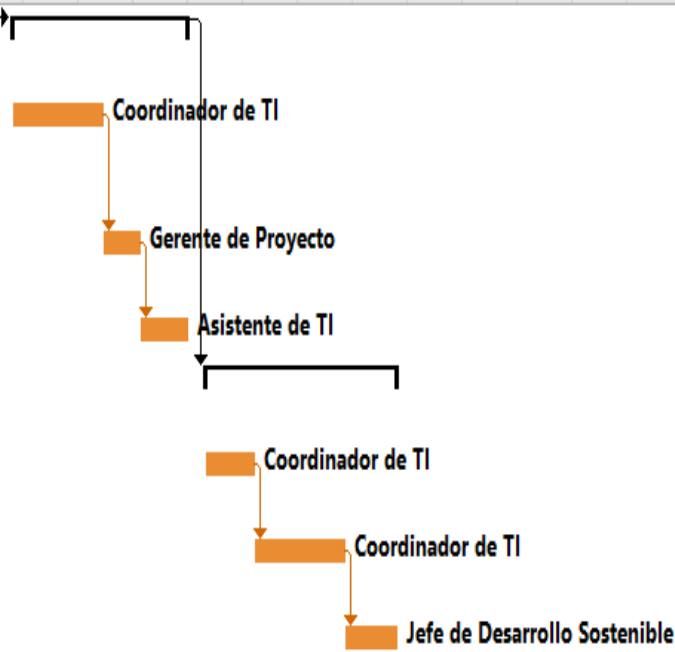 Coordinador de TI
Gerente de Proyecto
Asistente de TI
Coordinador de TI
Coordinador de TI
Jefe de Desarrollo Sostenible